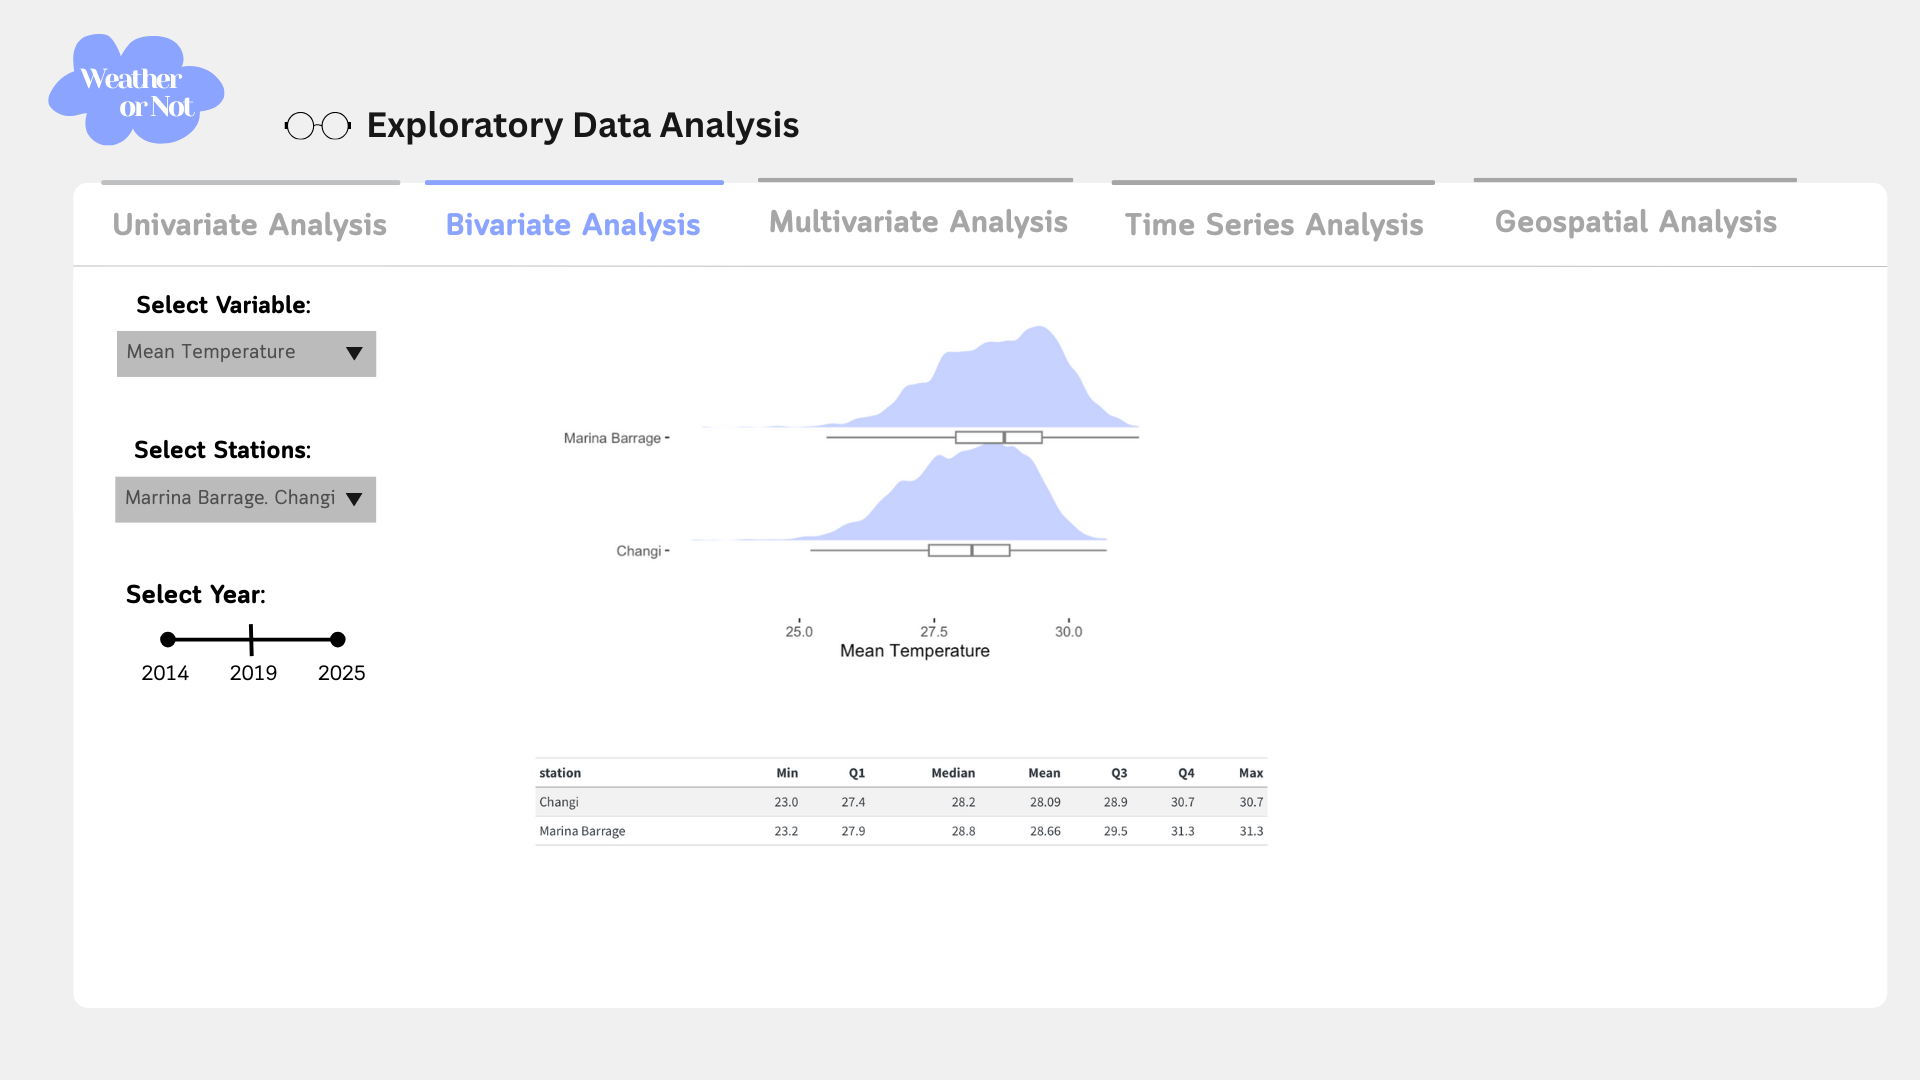 Weather
or Not
Exploratory Data Analysis
Univariate Analysis
Bivariate Analysis
Multivariate Analysis
Time Series Analysis
Geospatial Analysis
Select Variable:
Mean Temperature
Select Stations:
Marrina Barrage. Changi
Select Year:
2014 2019 2025
Marina Barrage
Changi
25.0 27.5 30.0
Mean Temperature
station Min Q1 Median Mean Q3 Q4 Max
Changi 23.0 27.4 28.2 28.09 28.9 30.7 30.7
Marina Barrage 23.2 27.9 28.8 28.66 29.5 31.3 31.3